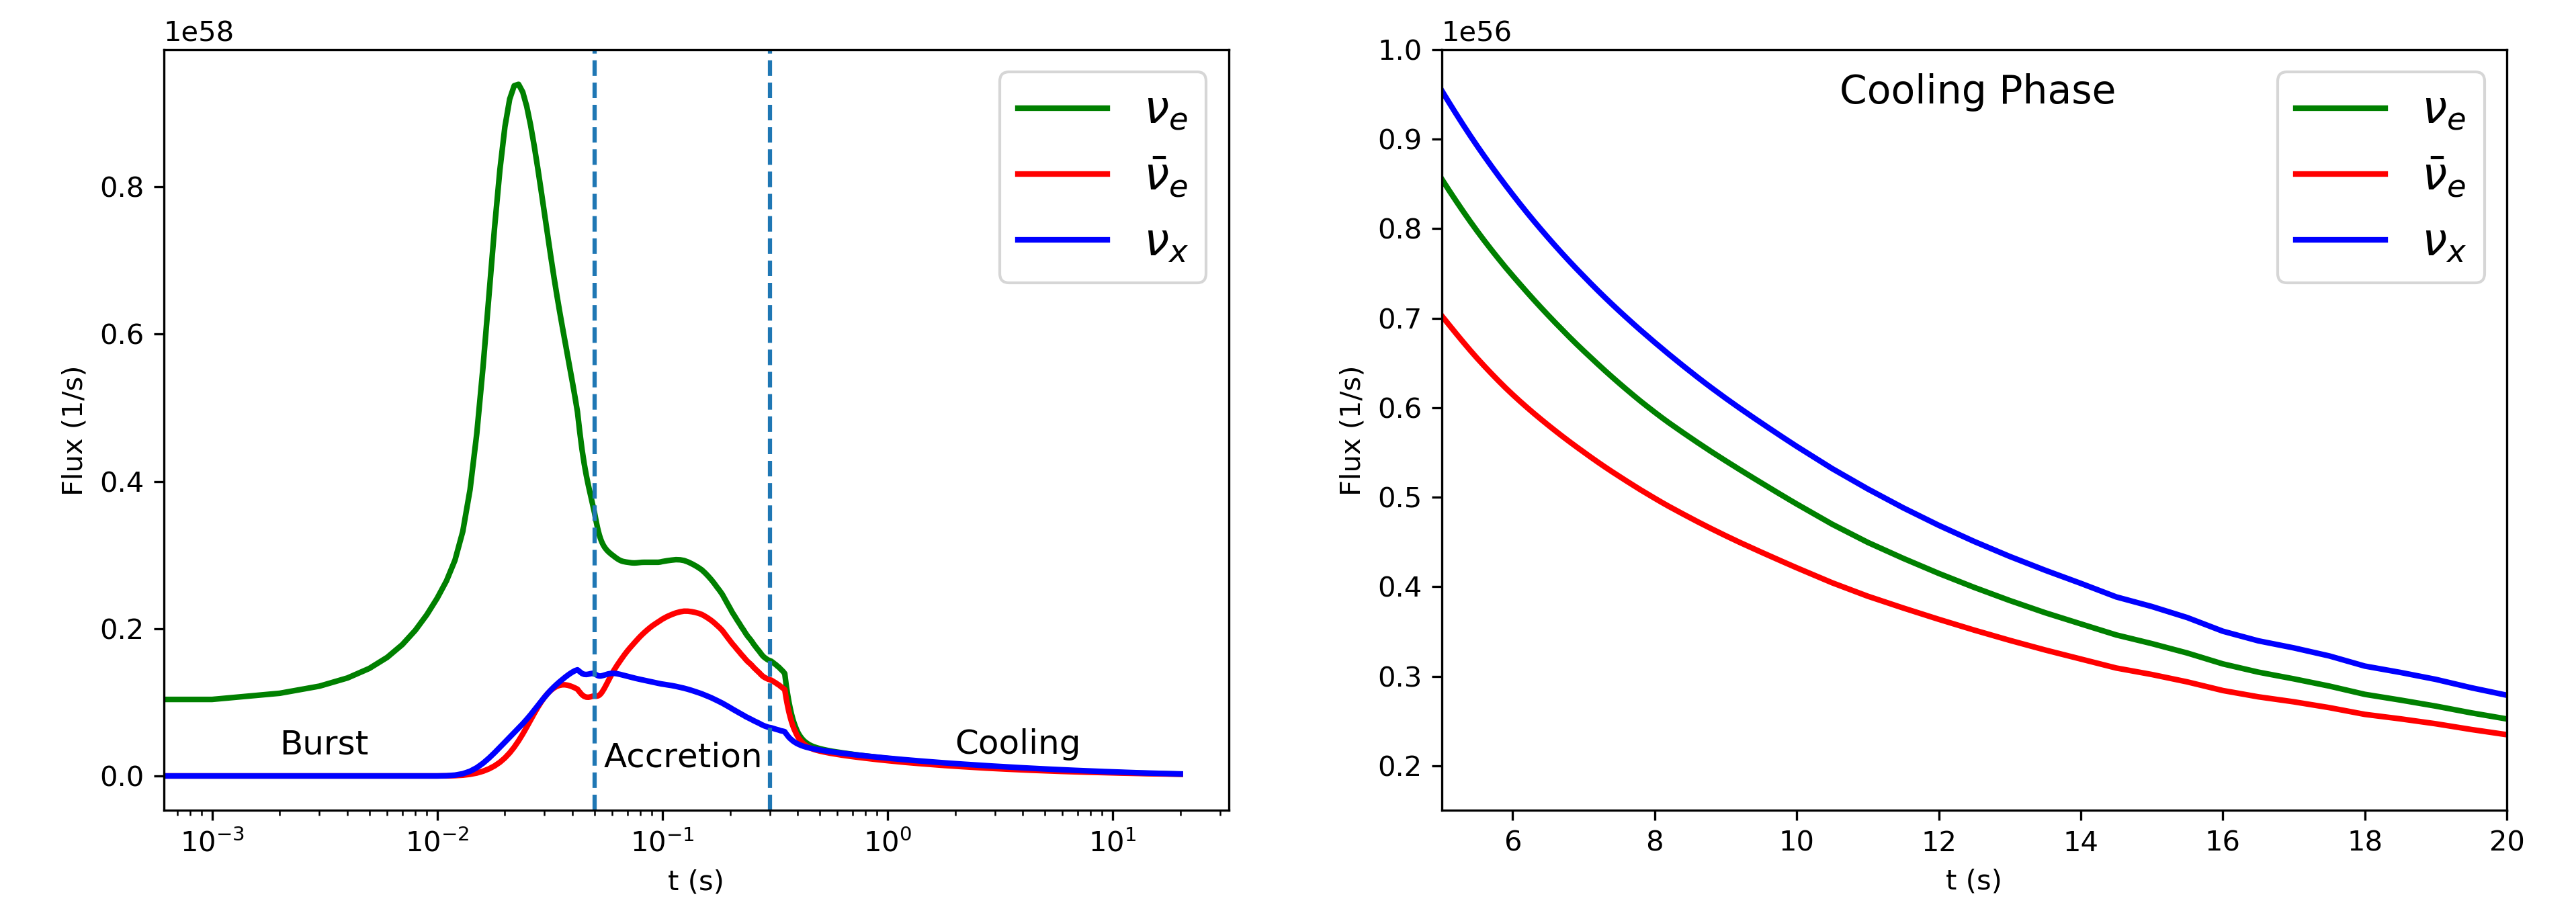 1e58
0.8
0.6
0.4
0.2
0.0
Flux (1/s)
νₑ
ν̄ₑ
νₓ
Burst
Accretion
Cooling
10⁻³ 10⁻² 10⁻¹ 10⁰ 10¹
t (s)
1e56
1.0
0.9
0.8
0.7
0.6
0.5
0.4
0.3
0.2
Flux (1/s)
Cooling Phase
νₑ
ν̄ₑ
νₓ
6 8 10 12 14 16 18 20
t (s)